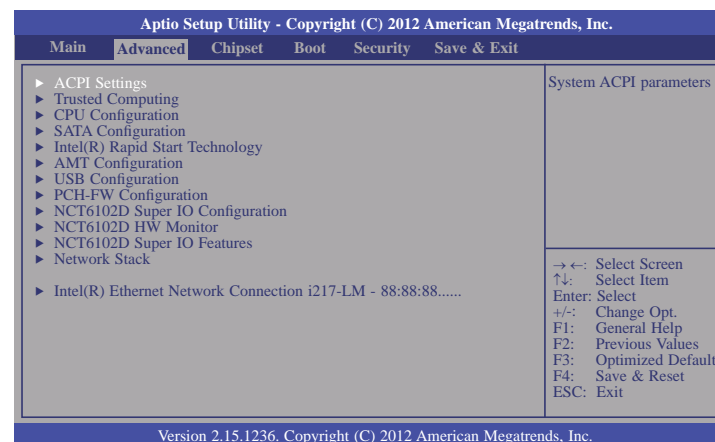 Aptio Setup Utility - Copyright (C) 2012 American Megatrends, Inc.
Main Advanced Chipset Boot Security Save & Exit
► ACPI Settings
► Trusted Computing
► CPU Configuration
► SATA Configuration
► Intel(R) Rapid Start Technology
► AMT Configuration
► USB Configuration
► PCH-FW Configuration
► NCT6102D Super IO Configuration
► NCT6102D HW Monitor
► NCT6102D Super IO Features
► Network Stack
► Intel(R) Ethernet Network Connection i217-LM - 88:88:88......
System ACPI parameters
→←: Select Screen
↑↓: Select Item
Enter: Select
+/-: Change Opt.
F1: General Help
F2: Previous Values
F3: Optimized Default
F4: Save & Reset
ESC: Exit
Version 2.15.1236. Copyright (C) 2012 American Megatrends, Inc.